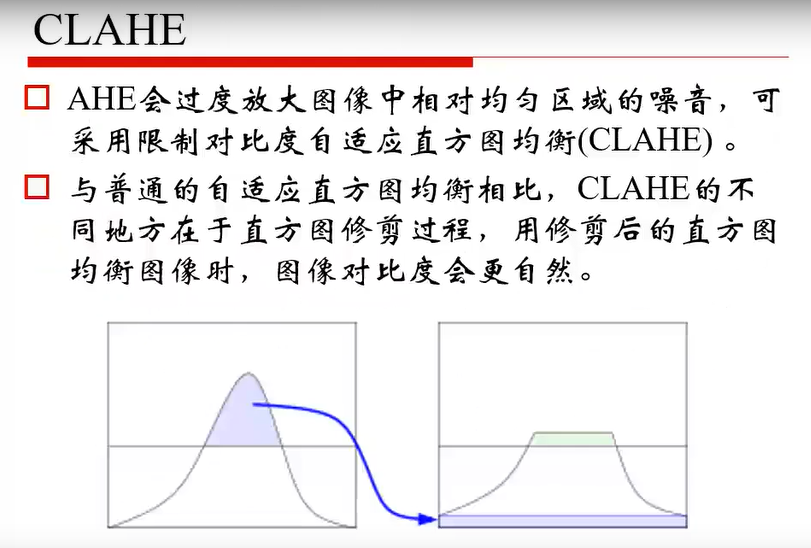 CLAHE
AHE会过度放大图像中相对均匀区域的噪音，可
采用限制对比度自适应直方图均衡(CLAHE) 。
与普通的自适应直方图均衡相比，CLAHE的不
同地方在于直方图修剪过程，用修剪后的直方图
均衡图像时，图像对比度会更自然。